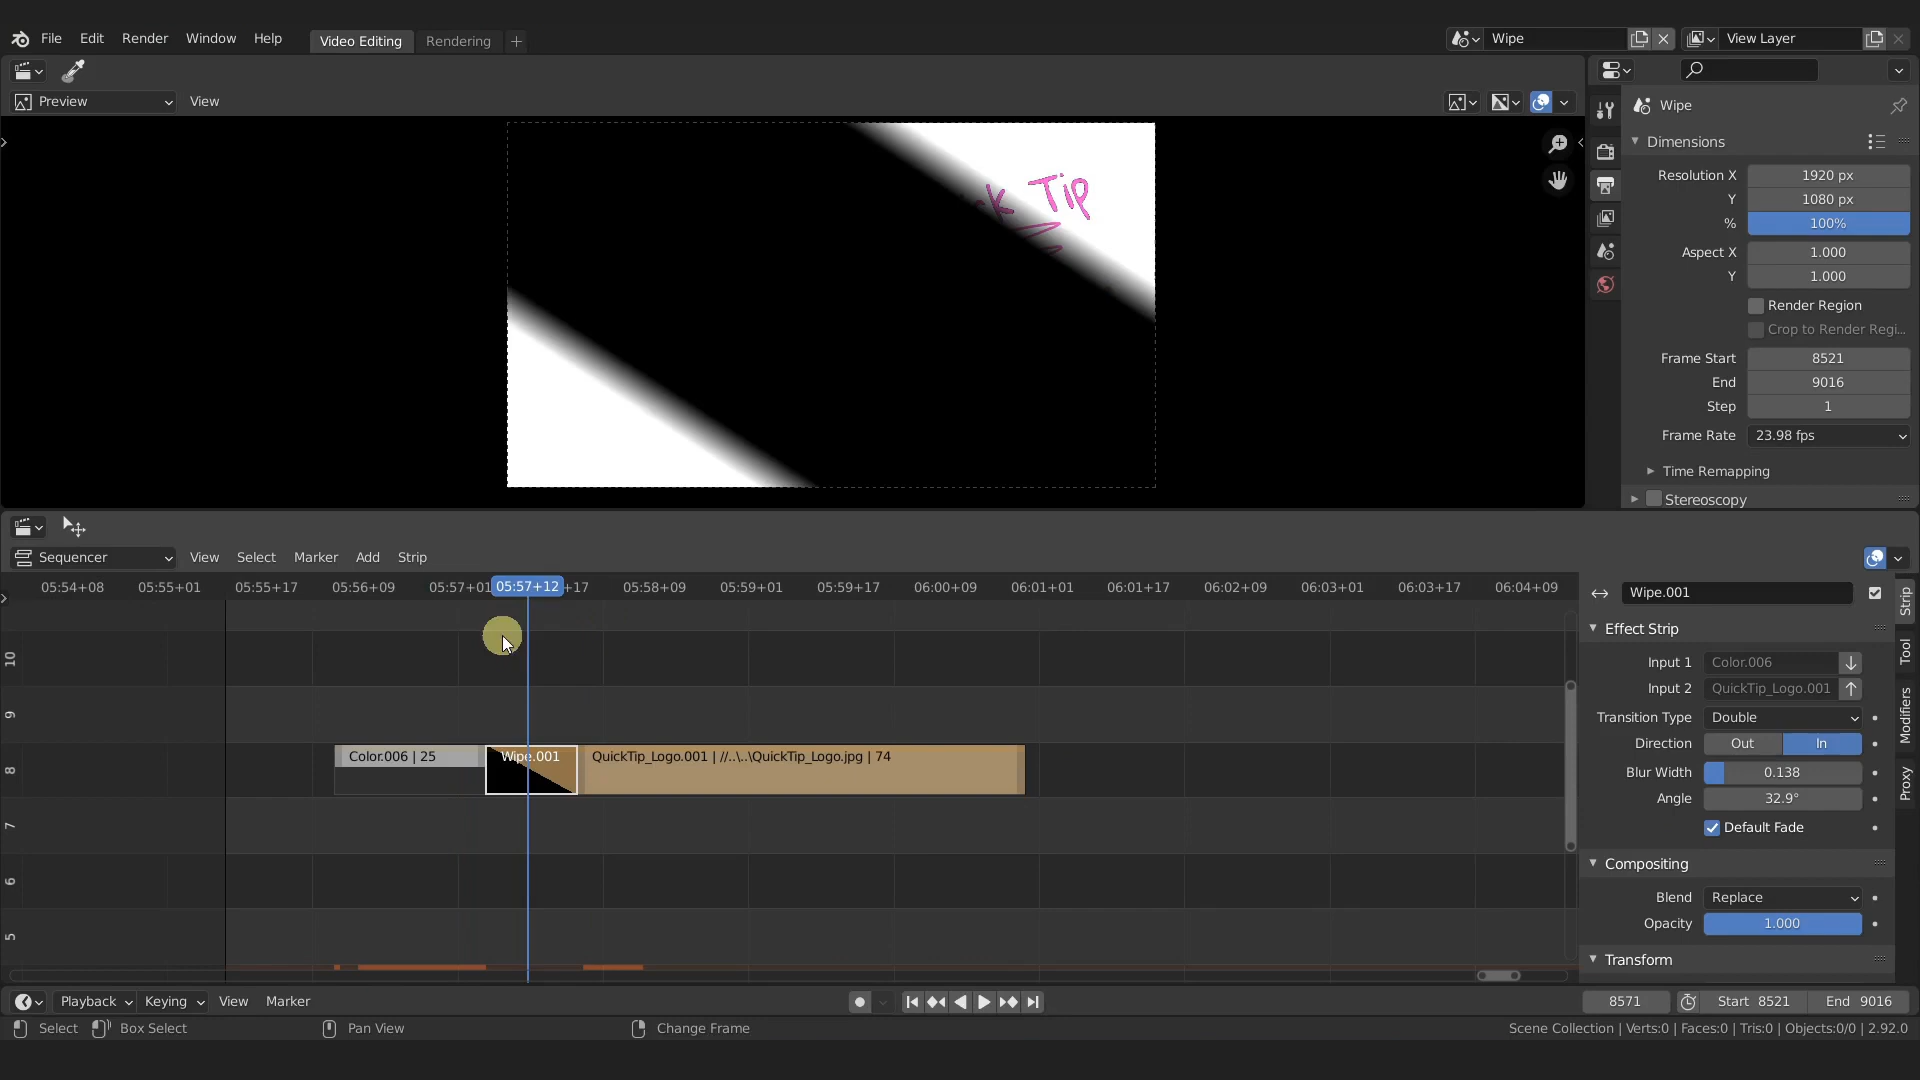 File Edit Render Window Help Video Editing Rendering + Wipe View Layer
Preview View
Wipe
Dimensions
Resolution X 1920 px
Y 1080 px
% 100%
Aspect X 1.000
Y 1.000
Render Region
Crop to Render Regi...
Frame Start 8521
End 9016
Step 1
Frame Rate 23.98 fps
Time Remapping
Stereoscopy
k Tip
Sequencer View Select Marker Add Strip
05:54+08 05:55+01 05:55+17 05:56+09 05:57+01 05:57+12 +17 05:58+09 05:59+01 05:59+17 06:00+09 06:01+01 06:01+17 06:02+09 06:03+01 06:03+17 06:04+09
10
9
8
7
6
5
Color.006 | 25 Wipe.001 QuickTip_Logo.001 | //..\..\QuickTip_Logo.jpg | 74
Wipe.001
Effect Strip
Input 1 Color.006
Input 2 QuickTip_Logo.001
Transition Type Double
Direction Out In
Blur Width 0.138
Angle 32.9°
Default Fade
Compositing
Blend Replace
Opacity 1.000
Transform
Strip
Tool
Modifiers
Proxy
Playback Keying View Marker 8571 Start 8521 End 9016
Select Box Select Pan View Change Frame Scene Collection | Verts:0 | Faces:0 | Tris:0 | Objects:0/0 | 2.92.0